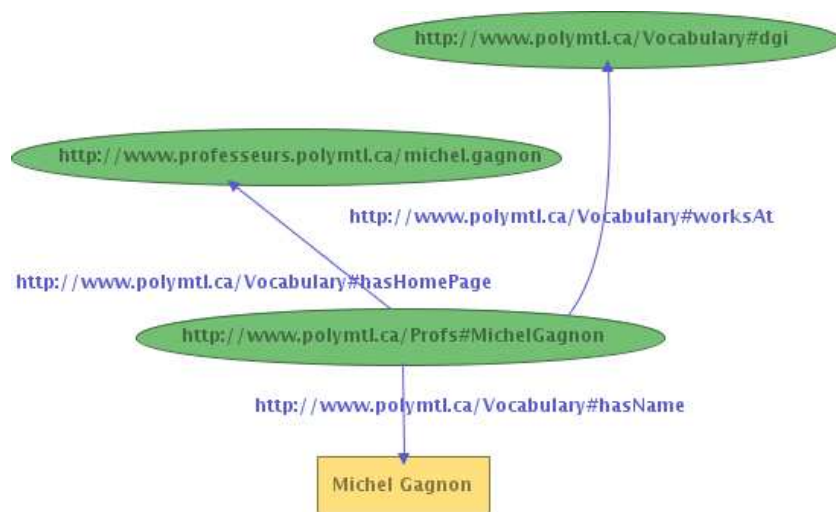 http://www.polymtl.ca/Vocabulary#dgi
http://www.professeurs.polymtl.ca/michel.gagnon
http://www.polymtl.ca/Vocabulary#worksAt
http://www.polymtl.ca/Vocabulary#hasHomePage
http://www.polymtl.ca/Profs#MichelGagnon
http://www.polymtl.ca/Vocabulary#hasName
Michel Gagnon